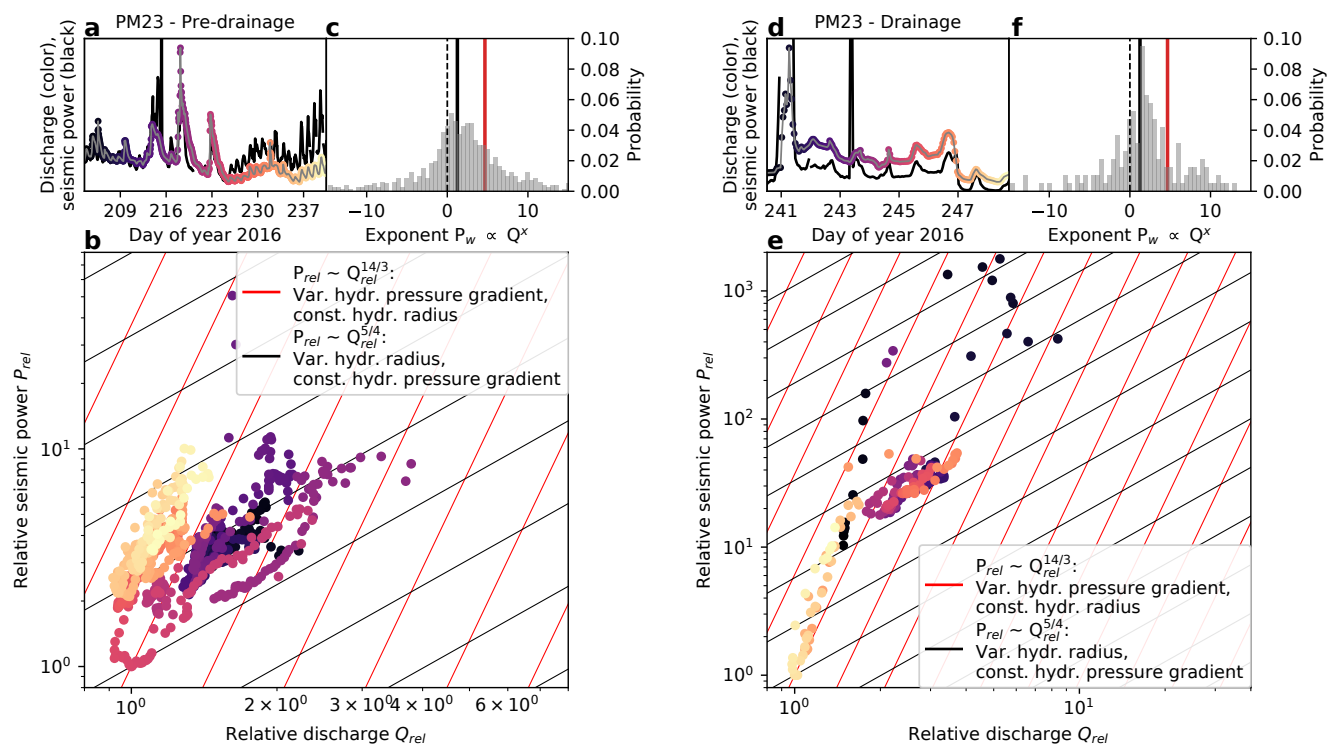 a
PM23 - Pre-drainage
c
Discharge (color),
seismic power (black)
209
216
223
230
237
Day of year 2016
−10
0
10
Exponent P_w ∝ Q^x
0.00
0.02
0.04
0.06
0.08
0.10
Probability
b
P_rel ~ Q_rel^14/3:
Var. hydr. pressure gradient,
const. hydr. radius
P_rel ~ Q_rel^5/4:
Var. hydr. radius,
const. hydr. pressure gradient
Relative seismic power P_rel
10^1
10^0
10^0
2 × 10^0
3 × 10^0
4 × 10^0
6 × 10^0
Relative discharge Q_rel
d
PM23 - Drainage
f
Discharge (color),
seismic power (black)
241
243
245
247
Day of year 2016
−10
0
10
Exponent P_w ∝ Q^x
0.00
0.02
0.04
0.06
0.08
0.10
Probability
e
Relative seismic power P_rel
10^3
10^2
10^1
10^0
P_rel ~ Q_rel^14/3:
Var. hydr. pressure gradient,
const. hydr. radius
P_rel ~ Q_rel^5/4:
Var. hydr. radius,
const. hydr. pressure gradient
10^0
10^1
Relative discharge Q_rel